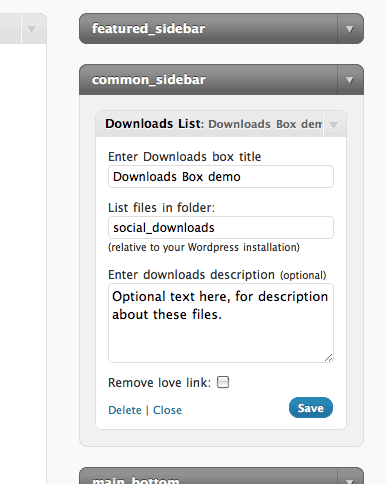 featured_sidebar
common_sidebar
Downloads List: Downloads Box dem
Enter Downloads box title
Downloads Box demo
List files in folder:
social_downloads
(relative to your Wordpress installation)
Enter downloads description (optional)
Optional text here, for description
about these files.
Remove love link:
Delete | Close
Save
main_bottom